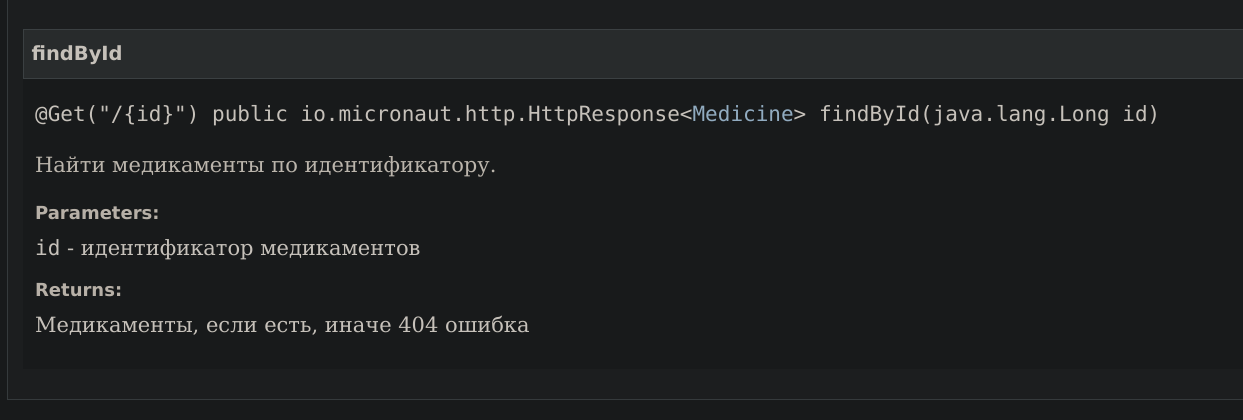 findById
@Get("/{id}") public io.micronaut.http.HttpResponse<Medicine> findById(java.lang.Long id)
Найти медикаменты по идентификатору.
Parameters:
id - идентификатор медикаментов
Returns:
Медикаменты, если есть, иначе 404 ошибка